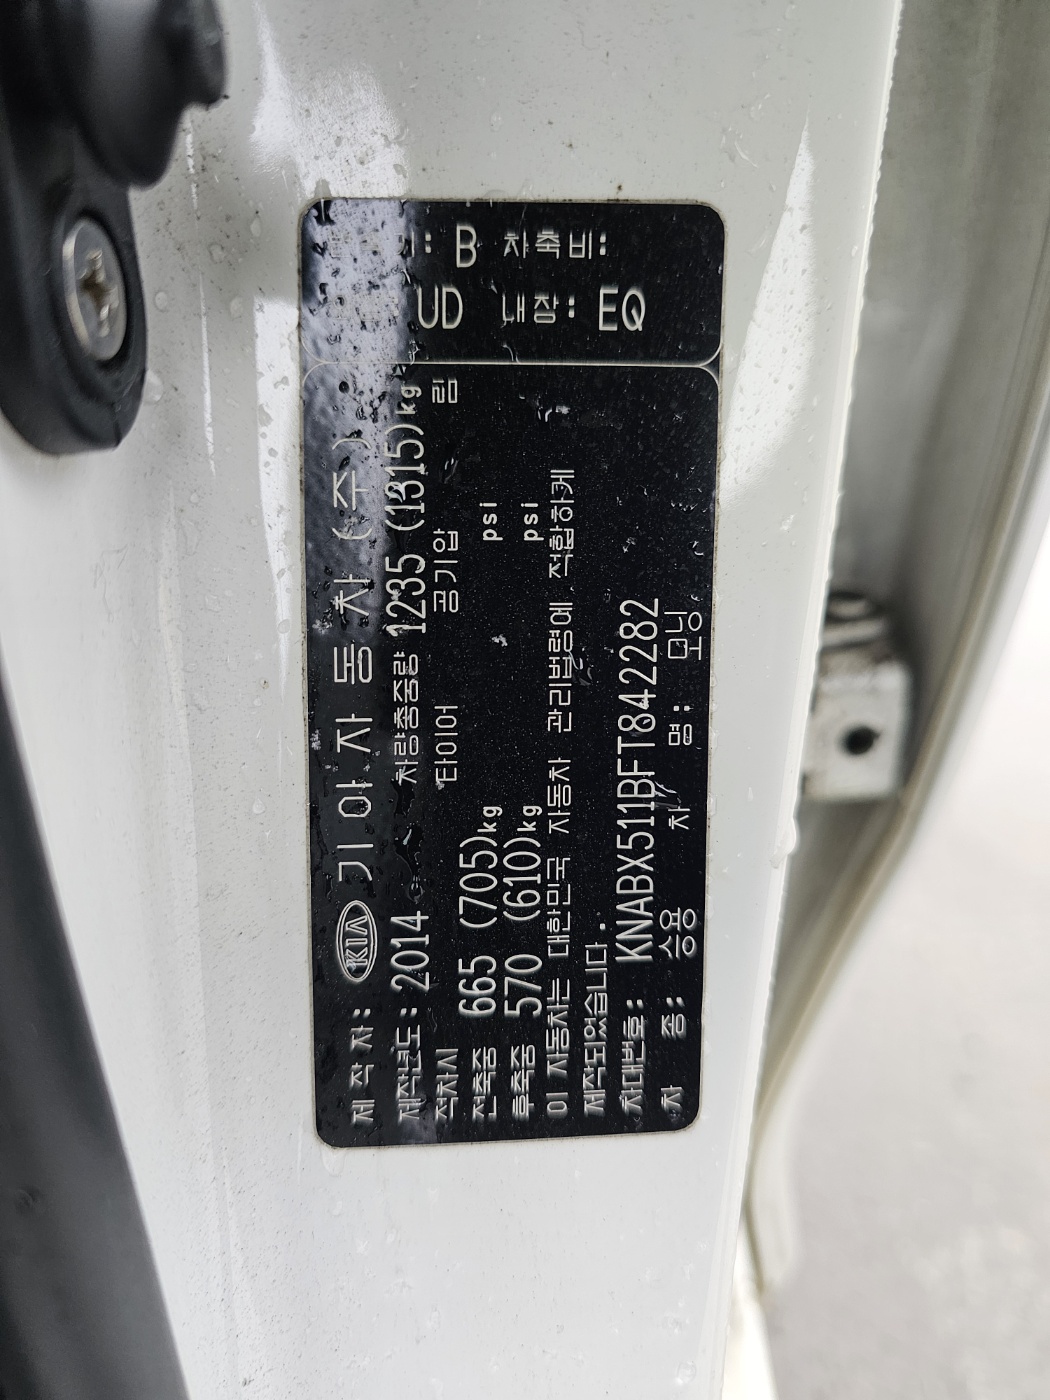 제 작 자: KIA 기 아 자 동 차 (주)
제작년도: 2014 차량총중량 1235 (1315)kg
적차시 타이어 공기압 림
전축중 665 (705)kg psi
후축중 570 (610)kg psi
이 자동차는 대한민국 자동차 관리법령에 적합하게
제작되었습니다.
차대번호: KNABX511BFT842282
차 종: 승용 차 명: 모닝
: B 차축비:
UD 내장: EQ